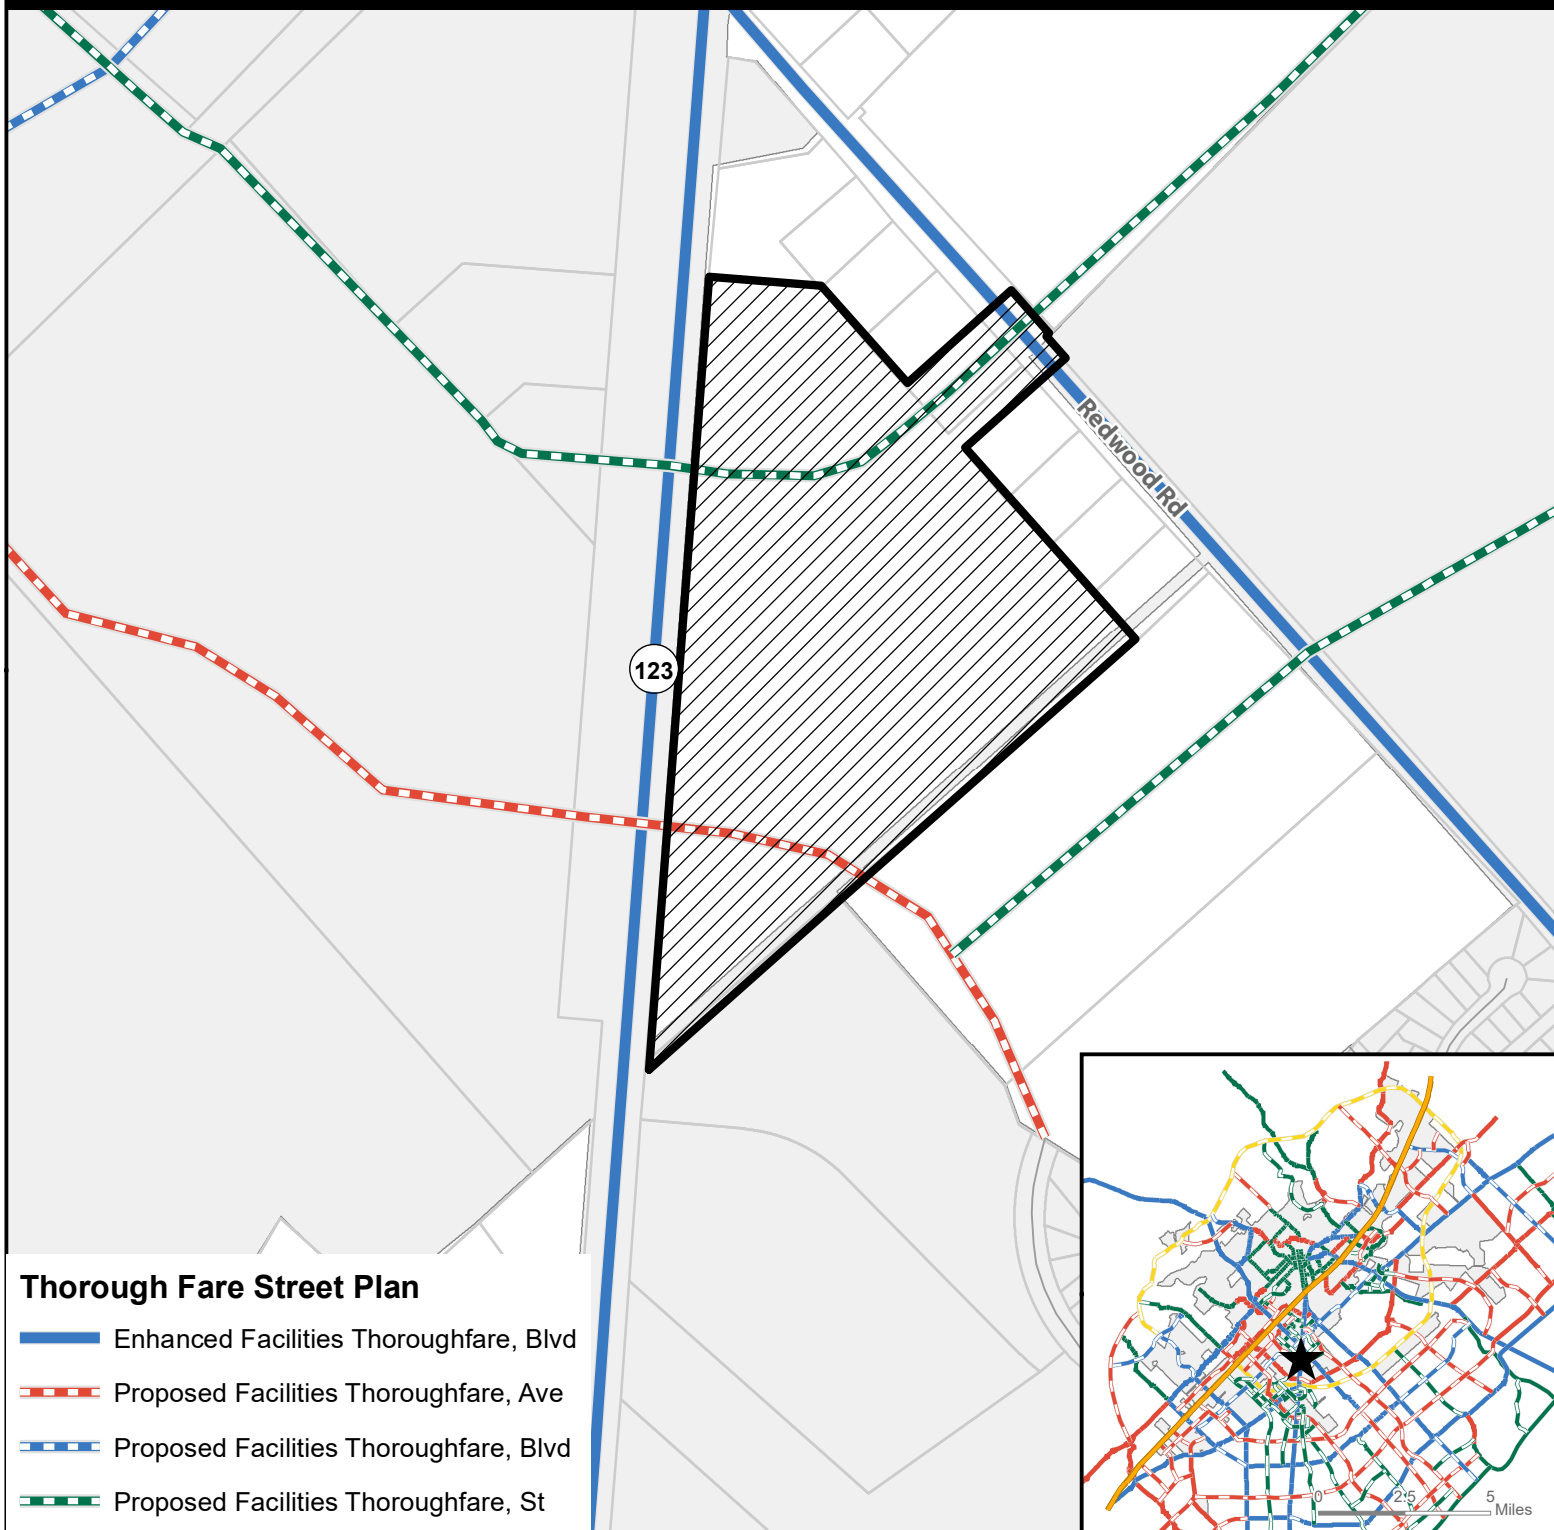 Redwood Rd
123
Thorough Fare Street Plan
Enhanced Facilities Thoroughfare, Blvd
Proposed Facilities Thoroughfare, Ave
Proposed Facilities Thoroughfare, Blvd
Proposed Facilities Thoroughfare, St
0 2.5 5
Miles